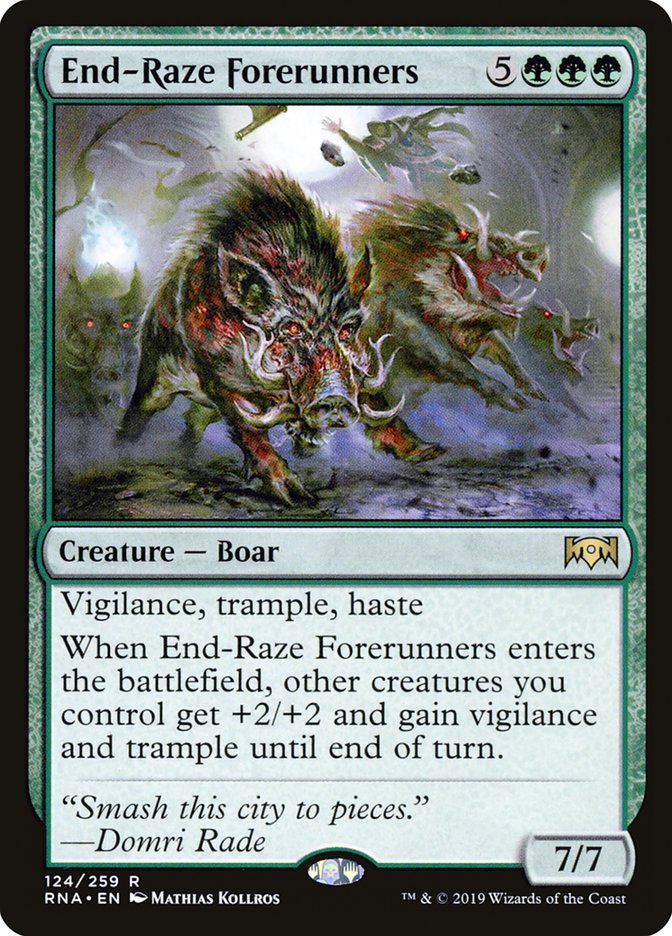 End-Raze Forerunners 5
Creature — Boar
Vigilance, trample, haste
When End-Raze Forerunners enters
the battlefield, other creatures you
control get +2/+2 and gain vigilance
and trample until end of turn.
“Smash this city to pieces.”
—Domri Rade
7/7
124/259 R
RNA • EN Mathias Kollros
™ & © 2019 Wizards of the Coast